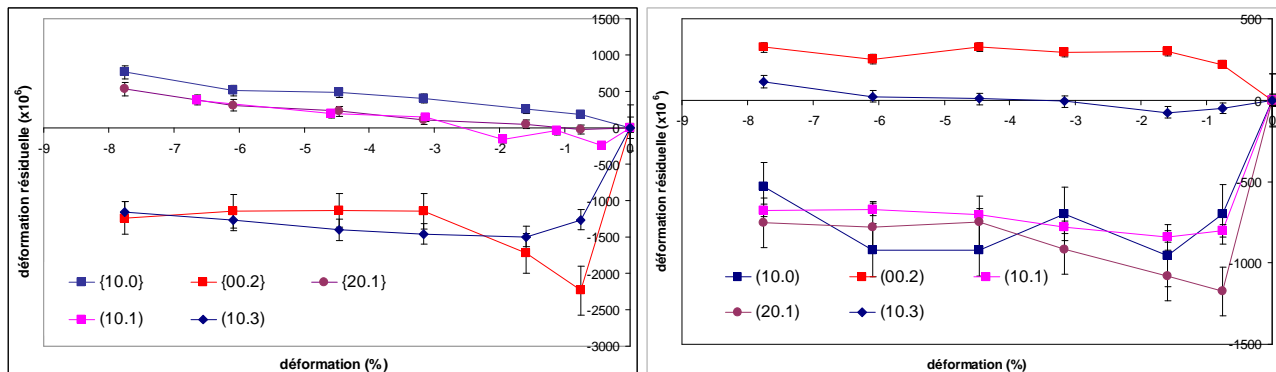 1500
1000
500
0
-500
-1000
-1500
-2000
-2500
-3000
-9 -8 -7 -6 -5 -4 -3 -2 -1 0
déformation résiduelle (x10⁶)
{10.0} {00.2} {20.1}
(10.1) (10.3)
déformation (%)
500
0
-500
-1000
-1500
-9 -8 -7 -6 -5 -4 -3 -2 -1 0
déformation résiduelle (x10⁻⁶)
(10.0) (00.2) (10.1)
(20.1) (10.3)
déformation (%)